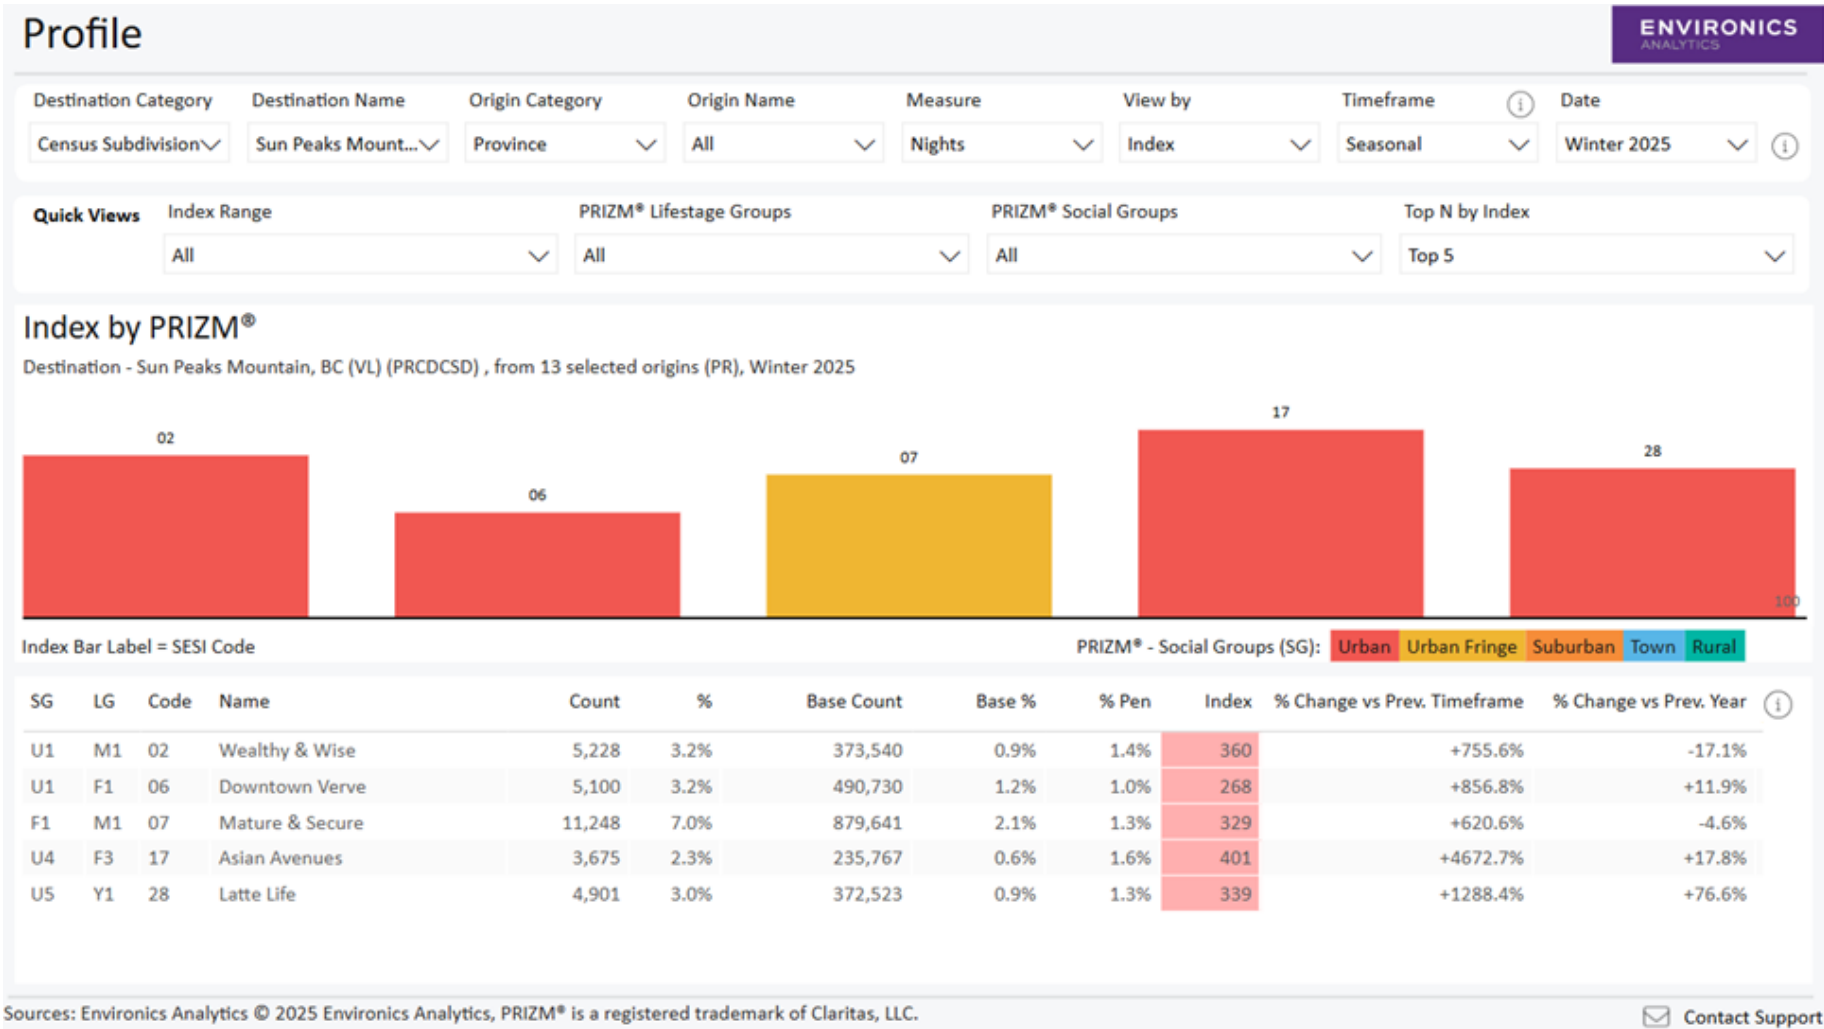 Profile
ENVIRONICS
ANALYTICS
Destination Category Destination Name Origin Category Origin Name Measure View by Timeframe i Date
Census Subdivision Sun Peaks Mount... Province All Nights Index Seasonal Winter 2025 i
Quick Views Index Range PRIZM® Lifestage Groups PRIZM® Social Groups Top N by Index
All All All Top 5
Index by PRIZM®
Destination - Sun Peaks Mountain, BC (VL) (PRCDCSD) , from 13 selected origins (PR), Winter 2025
02 06 07 17 28
100
Index Bar Label = SESI Code PRIZM® - Social Groups (SG): Urban Urban Fringe Suburban Town Rural
SG LG Code Name Count % Base Count Base % % Pen Index % Change vs Prev. Timeframe % Change vs Prev. Year i
U1 M1 02 Wealthy & Wise 5,228 3.2% 373,540 0.9% 1.4% 360 +755.6% -17.1%
U1 F1 06 Downtown Verve 5,100 3.2% 490,730 1.2% 1.0% 268 +856.8% +11.9%
F1 M1 07 Mature & Secure 11,248 7.0% 879,641 2.1% 1.3% 329 +620.6% -4.6%
U4 F3 17 Asian Avenues 3,675 2.3% 235,767 0.6% 1.6% 401 +4672.7% +17.8%
U5 Y1 28 Latte Life 4,901 3.0% 372,523 0.9% 1.3% 339 +1288.4% +76.6%
Sources: Environics Analytics © 2025 Environics Analytics, PRIZM® is a registered trademark of Claritas, LLC. Contact Support